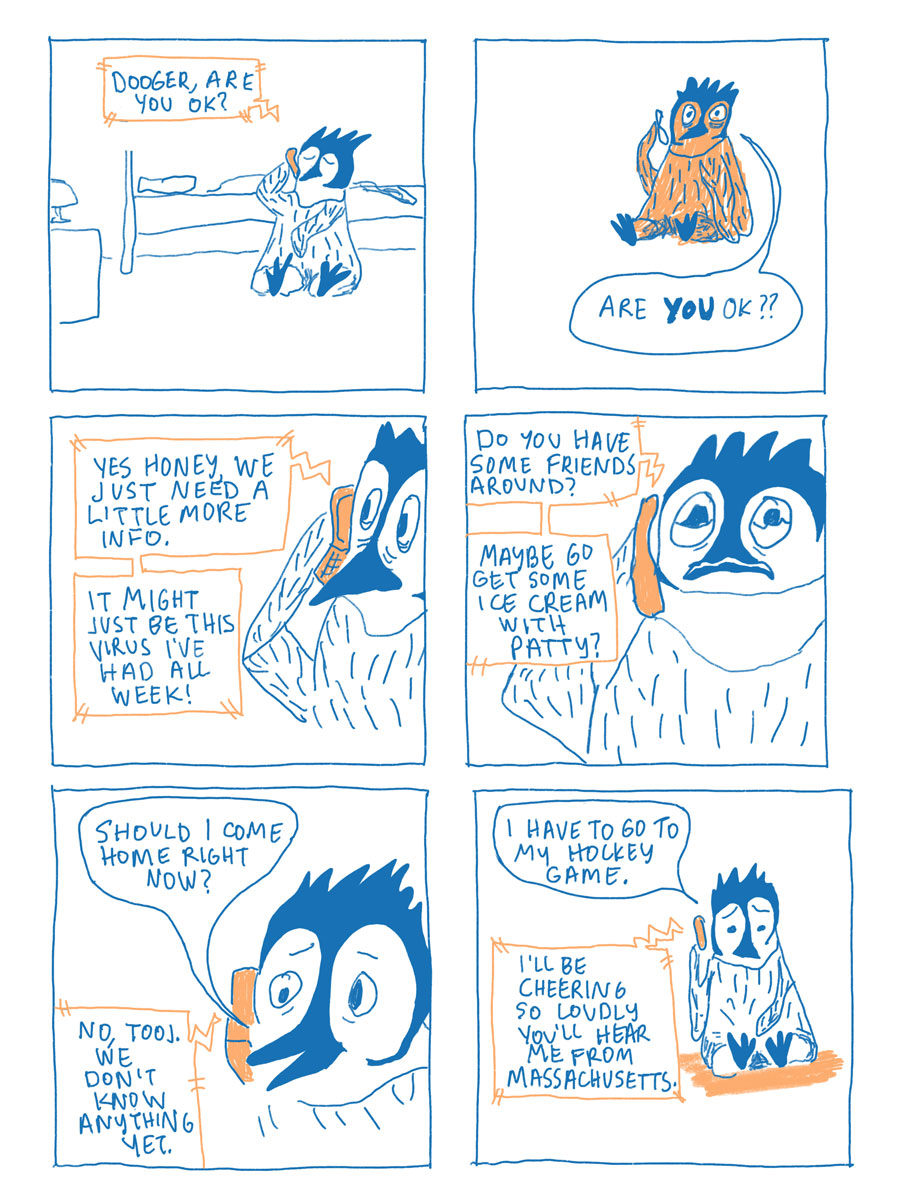 DOOGER, ARE
YOU OK?
ARE YOU OK??
YES HONEY, WE
JUST NEED A
LITTLE MORE
INFO.
IT MIGHT
JUST BE THIS
VIRUS I'VE
HAD ALL
WEEK!
DO YOU HAVE
SOME FRIENDS
AROUND?
MAYBE GO
GET SOME
ICE CREAM
WITH
PATTY?
SHOULD I COME
HOME RIGHT
NOW?
NO, TOOJ.
WE
DON'T
KNOW
ANYTHING
YET.
I HAVE TO GO TO
MY HOCKEY
GAME.
I'LL BE
CHEERING
SO LOUDLY
YOU'LL HEAR
ME FROM
MASSACHUSETTS.